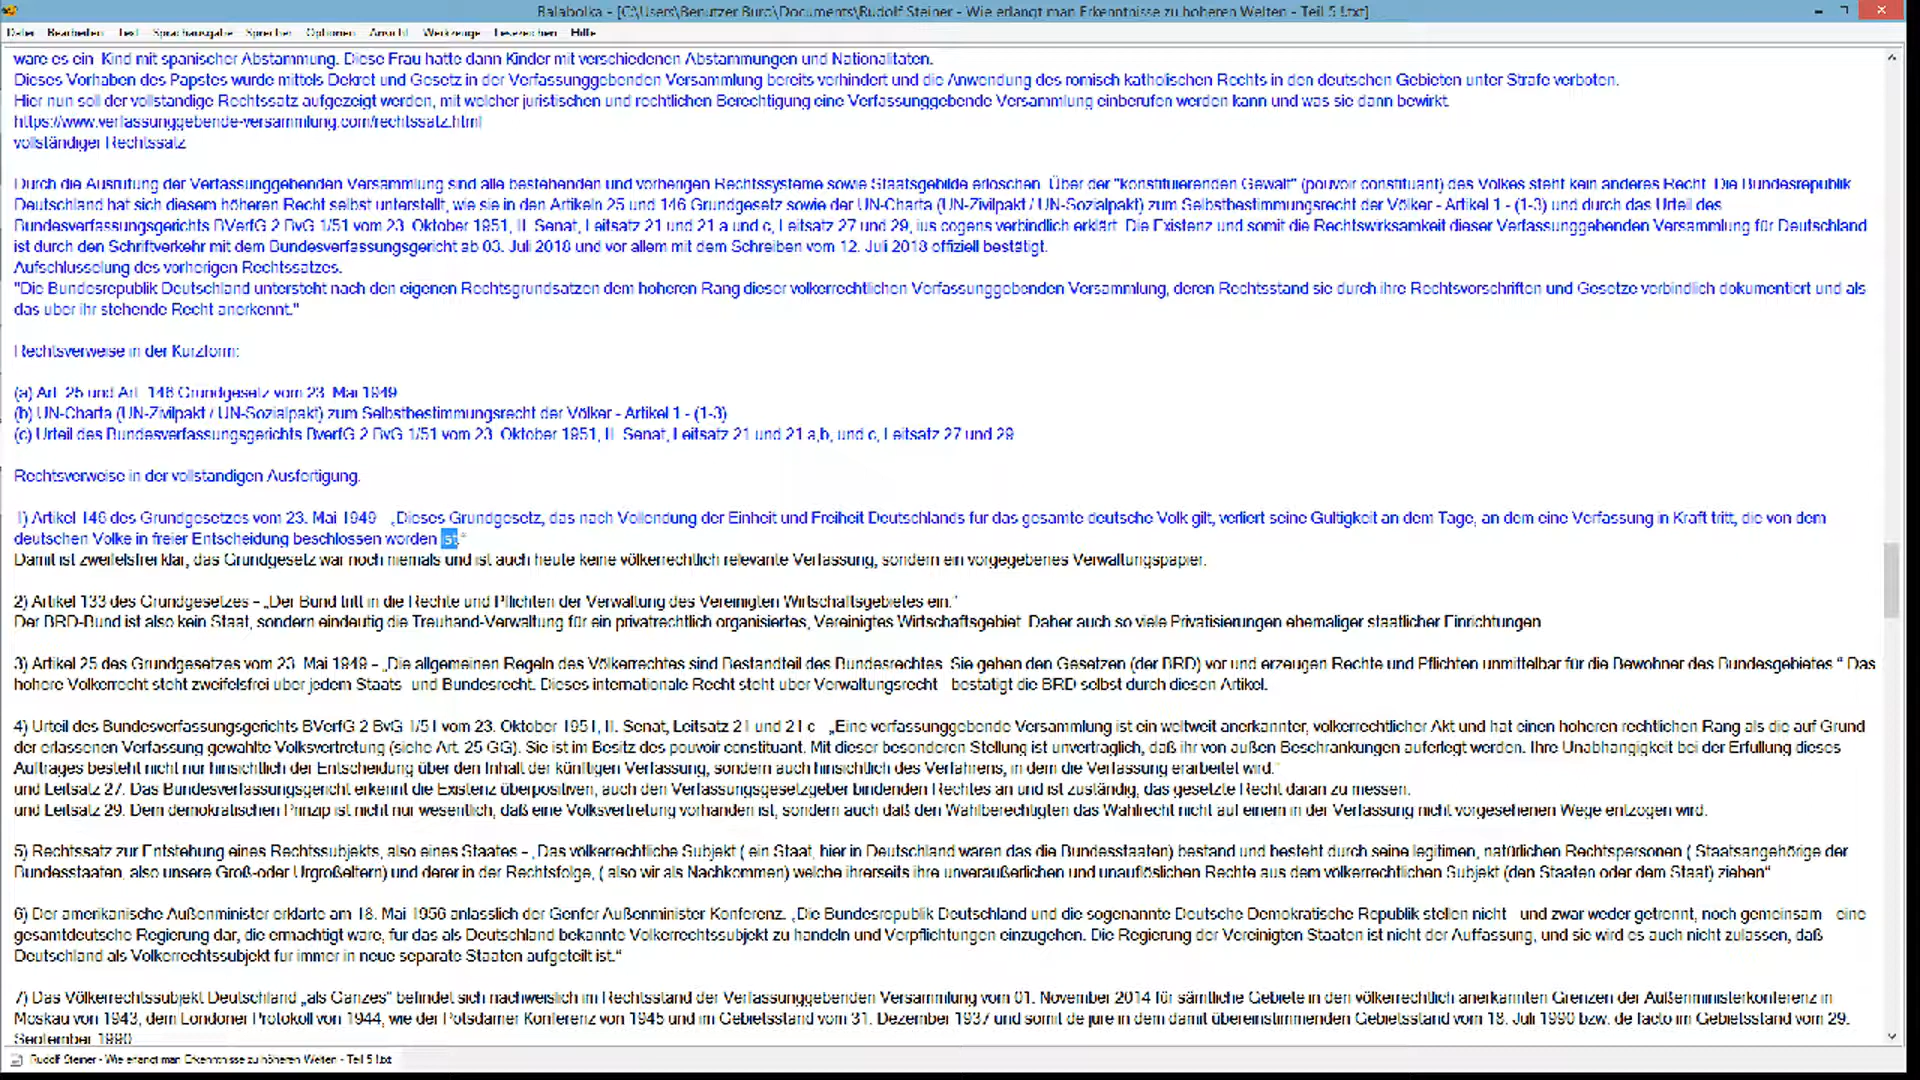 Balabolka - [C:\Users\Benutzer Büro\Documents\Rudolf Steiner - Wie erlangt man Erkenntnisse zu höheren Welten - Teil 5 !.txt]
Datei Bearbeiten Text Sprachausgabe Sprecher Optionen Ansicht Werkzeuge Lesezeichen Hilfe
wäre es ein Kind mit spanischer Abstammung. Diese Frau hatte dann Kinder mit verschiedenen Abstammungen und Nationalitäten.
Dieses Vorhaben des Papstes wurde mittels Dekret und Gesetz in der Verfassunggebenden Versammlung bereits verhindert und die Anwendung des römisch katholischen Rechts in den deutschen Gebieten unter Strafe verboten.
Hier nun soll der vollständige Rechtssatz aufgezeigt werden, mit welcher juristischen und rechtlichen Berechtigung eine Verfassunggebende Versammlung einberufen werden kann und was sie dann bewirkt.
https://www.verfassunggebende-versammlung.com/rechtssatz.html
vollständiger Rechtssatz
Durch die Ausrufung der Verfassunggebenden Versammlung sind alle bestehenden und vorherigen Rechtssysteme sowie Staatsgebilde erloschen. Über der "konstituierenden Gewalt" (pouvoir constituant) des Volkes steht kein anderes Recht. Die Bundesrepublik
Deutschland hat sich diesem höheren Recht selbst unterstellt, wie sie in den Artikeln 25 und 146 Grundgesetz sowie der UN-Charta (UN-Zivilpakt / UN-Sozialpakt) zum Selbstbestimmungsrecht der Völker - Artikel 1 - (1-3) und durch das Urteil des
Bundesverfassungsgerichts BVerfG 2 BvG 1/51 vom 23. Oktober 1951, II. Senat, Leitsatz 21 und 21 a und c, Leitsatz 27 und 29, ius cogens verbindlich erklärt. Die Existenz und somit die Rechtswirksamkeit dieser Verfassunggebenden Versammlung für Deutschland
ist durch den Schriftverkehr mit dem Bundesverfassungsgericht ab 03. Juli 2018 und vor allem mit dem Schreiben vom 12. Juli 2018 offiziell bestätigt.
Aufschlüsselung des vorherigen Rechtssatzes.
"Die Bundesrepublik Deutschland untersteht nach den eigenen Rechtsgrundsätzen dem höheren Rang dieser völkerrechtlichen Verfassunggebenden Versammlung, deren Rechtsstand sie durch ihre Rechtsvorschriften und Gesetze verbindlich dokumentiert und als
das über ihr stehende Recht anerkennt."
Rechtsverweise in der Kurzform:
(a) Art. 25 und Art. 146 Grundgesetz vom 23. Mai 1949
(b) UN-Charta (UN-Zivilpakt / UN-Sozialpakt) zum Selbstbestimmungsrecht der Völker - Artikel 1 - (1-3)
(c) Urteil des Bundesverfassungsgerichts BverfG 2 BvG 1/51 vom 23. Oktober 1951, II. Senat, Leitsatz 21 und 21 a,b, und c, Leitsatz 27 und 29
Rechtsverweise in der vollständigen Ausfertigung.
1) Artikel 146 des Grundgesetzes vom 23. Mai 1949 „Dieses Grundgesetz, das nach Vollendung der Einheit und Freiheit Deutschlands für das gesamte deutsche Volk gilt, verliert seine Gültigkeit an dem Tage, an dem eine Verfassung in Kraft tritt, die von dem
deutschen Volke in freier Entscheidung beschlossen worden ist.“
Damit ist zweifelsfrei klar, das Grundgesetz war noch niemals und ist auch heute keine völkerrechtlich relevante Verfassung, sondern ein vorgegebenes Verwaltungspapier.
2) Artikel 133 des Grundgesetzes – „Der Bund tritt in die Rechte und Pflichten der Verwaltung des Vereinigten Wirtschaftsgebietes ein.“
Der BRD-Bund ist also kein Staat, sondern eindeutig die Treuhand-Verwaltung für ein privatrechtlich organisiertes, Vereinigtes Wirtschaftsgebiet. Daher auch so viele Privatisierungen ehemaliger staatlicher Einrichtungen
3) Artikel 25 des Grundgesetzes vom 23. Mai 1949 – „Die allgemeinen Regeln des Völkerrechtes sind Bestandteil des Bundesrechtes. Sie gehen den Gesetzen (der BRD) vor und erzeugen Rechte und Pflichten unmittelbar für die Bewohner des Bundesgebietes.“ Das
höhere Völkerrecht steht zweifelsfrei über jedem Staats- und Bundesrecht. Dieses internationale Recht steht über Verwaltungsrecht bestätigt die BRD selbst durch diesen Artikel.
4) Urteil des Bundesverfassungsgerichts BVerfG 2 BvG 1/51 vom 23. Oktober 1951, II. Senat, Leitsatz 21 und 21 c „Eine verfassunggebende Versammlung ist ein weltweit anerkannter, völkerrechtlicher Akt und hat einen höheren rechtlichen Rang als die auf Grund
der erlassenen Verfassung gewählte Volksvertretung (siehe Art. 25 GG). Sie ist im Besitz des pouvoir constituant. Mit dieser besonderen Stellung ist unverträglich, daß ihr von außen Beschränkungen auferlegt werden. Ihre Unabhängigkeit bei der Erfüllung dieses
Auftrages besteht nicht nur hinsichtlich der Entscheidung über den Inhalt der künftigen Verfassung, sondern auch hinsichtlich des Verfahrens, in dem die Verfassung erarbeitet wird.“
und Leitsatz 27. Das Bundesverfassungsgericht erkennt die Existenz überpositiven, auch den Verfassungsgesetzgeber bindenden Rechtes an und ist zuständig, das gesetzte Recht daran zu messen.
und Leitsatz 29. Dem demokratischen Prinzip ist nicht nur wesentlich, daß eine Volksvertretung vorhanden ist, sondern auch daß den Wahlberechtigten das Wahlrecht nicht auf einem in der Verfassung nicht vorgesehenen Wege entzogen wird.
5) Rechtssatz zur Entstehung eines Rechtssubjekts, also eines Staates – „Das völkerrechtliche Subjekt ( ein Staat, hier in Deutschland waren das die Bundesstaaten) bestand und besteht durch seine legitimen, natürlichen Rechtspersonen ( Staatsangehörige der
Bundesstaaten, also unsere Groß-oder Urgroßeltern) und derer in der Rechtsfolge, ( also wir als Nachkommen) welche ihrerseits ihre unveräußerlichen und unauflöslichen Rechte aus dem völkerrechtlichen Subjekt (den Staaten oder dem Staat) ziehen“
6) Der amerikanische Außenminister erklärte am 18. Mai 1956 anlässlich der Genfer Außenminister Konferenz. „Die Bundesrepublik Deutschland und die sogenannte Deutsche Demokratische Republik stellen nicht und zwar weder getrennt, noch gemeinsam eine
gesamtdeutsche Regierung dar, die ermächtigt wäre, für das als Deutschland bekannte Völkerrechtssubjekt zu handeln und Verpflichtungen einzugehen. Die Regierung der Vereinigten Staaten ist nicht der Auffassung, und sie wird es auch nicht zulassen, daß
Deutschland als Völkerrechtssubjekt für immer in neue separate Staaten aufgeteilt ist.“
7) Das Völkerrechtssubjekt Deutschland „als Ganzes“ befindet sich nachweislich im Rechtsstand der Verfassunggebenden Versammlung vom 01. November 2014 für sämtliche Gebiete in den völkerrechtlich anerkannten Grenzen der Außenministerkonferenz in
Moskau von 1943, dem Londoner Protokoll von 1944, wie der Potsdamer Konferenz von 1945 und im Gebietsstand vom 31. Dezember 1937 und somit de jure in dem damit übereinstimmenden Gebietsstand vom 18. Juli 1990 bzw. de facto im Gebietsstand vom 29.
September 1990
Rudolf Steiner - Wie erlangt man Erkenntnisse zu höheren Welten - Teil 5 !.txt